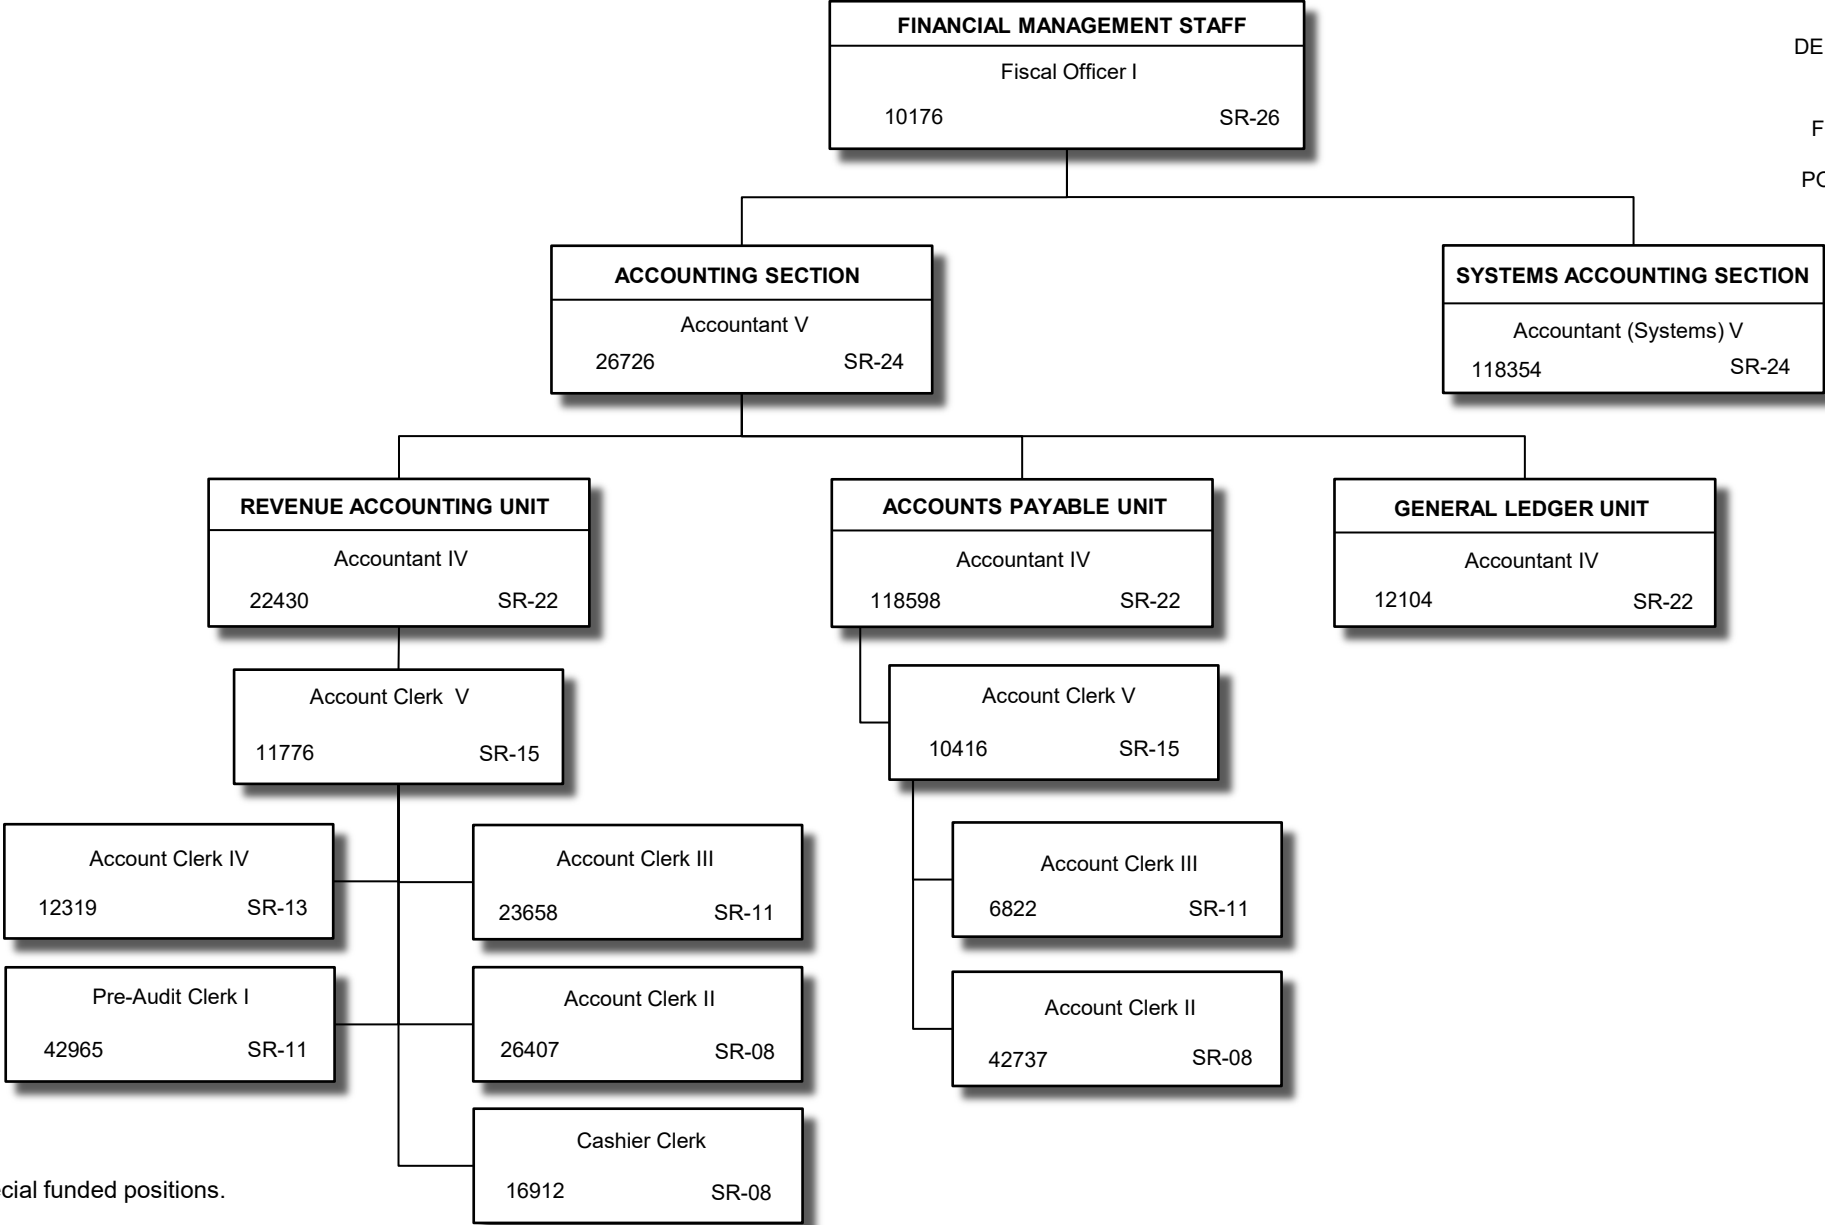 FINANCIAL MANAGEMENT STAFF
Fiscal Officer I
10176 SR-26
ACCOUNTING SECTION
Accountant V
26726 SR-24
SYSTEMS ACCOUNTING SECTION
Accountant (Systems) V
118354 SR-24
REVENUE ACCOUNTING UNIT
Accountant IV
22430 SR-22
ACCOUNTS PAYABLE UNIT
Accountant IV
118598 SR-22
GENERAL LEDGER UNIT
Accountant IV
12104 SR-22
Account Clerk V
11776 SR-15
Account Clerk V
10416 SR-15
Account Clerk IV
12319 SR-13
Account Clerk III
23658 SR-11
Account Clerk III
6822 SR-11
Pre-Audit Clerk I
42965 SR-11
Account Clerk II
26407 SR-08
Account Clerk II
42737 SR-08
Cashier Clerk
16912 SR-08
funded positions.